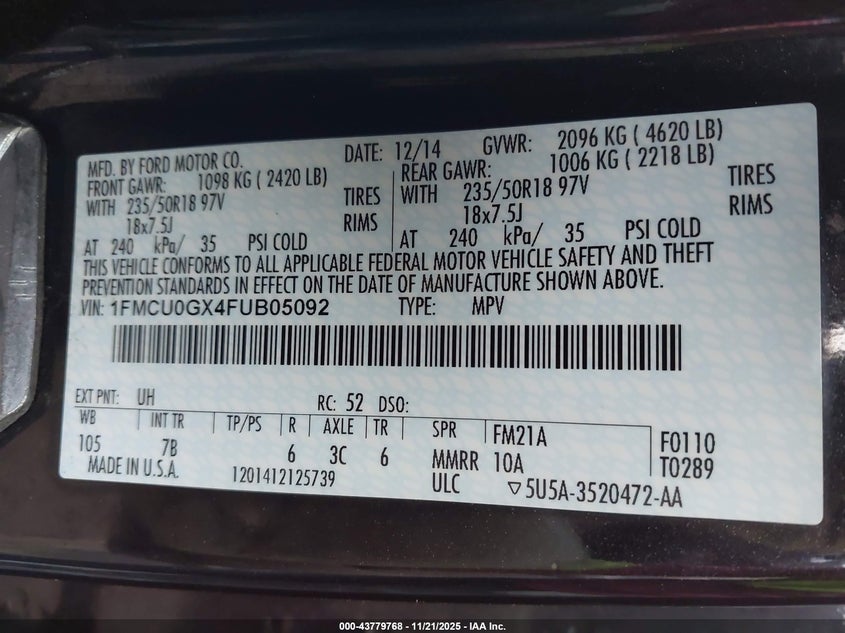 MFD. BY FORD MOTOR CO. DATE: 12/14 GVWR: 2096 KG ( 4620 LB)
FRONT GAWR: 1098 KG ( 2420 LB) REAR GAWR: 1006 KG ( 2218 LB)
WITH 235/50R18 97V TIRES WITH 235/50R18 97V TIRES
18x7.5J RIMS 18x7.5J RIMS
AT 240 kPa/ 35 PSI COLD AT 240 kPa/ 35 PSI COLD
THIS VEHICLE CONFORMS TO ALL APPLICABLE FEDERAL MOTOR VEHICLE SAFETY AND THEFT
PREVENTION STANDARDS IN EFFECT ON THE DATE OF MANUFACTURE SHOWN ABOVE.
VIN: 1FMCU0GX4FUB05092 TYPE: MPV
EXT PNT: UH RC: 52 DSO:
WB INT TR TP/PS R AXLE TR SPR FM21A F0110
105 7B 6 3C 6 MMRR 10A T0289
MADE IN U.S.A. 1201412125739 ULC ▽5U5A-3520472-AA
000-43779768 - 11/21/2025 - IAA Inc.